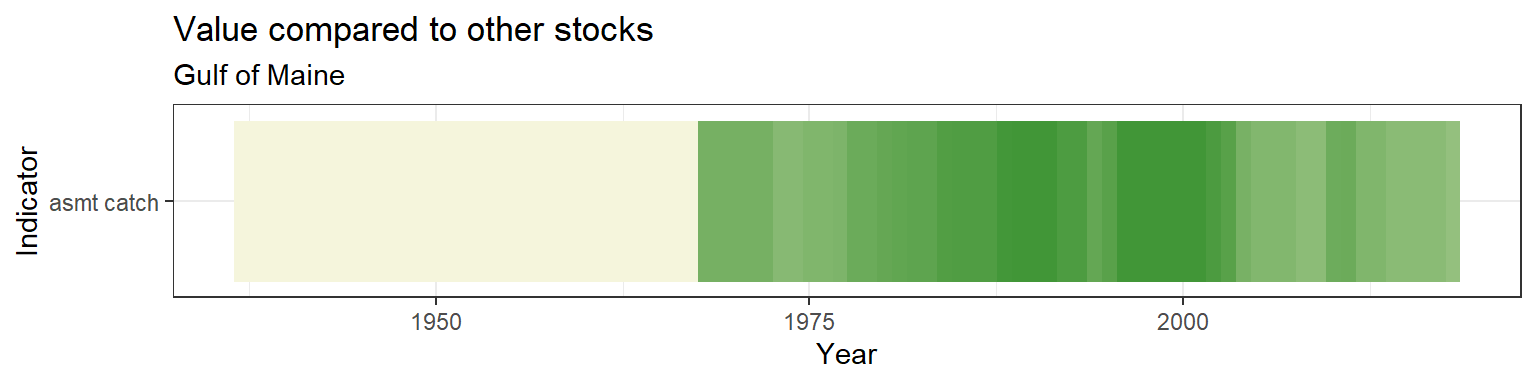 Value compared to other stocks
Gulf of Maine
Indicator
asmt catch
1950 1975 2000
Year